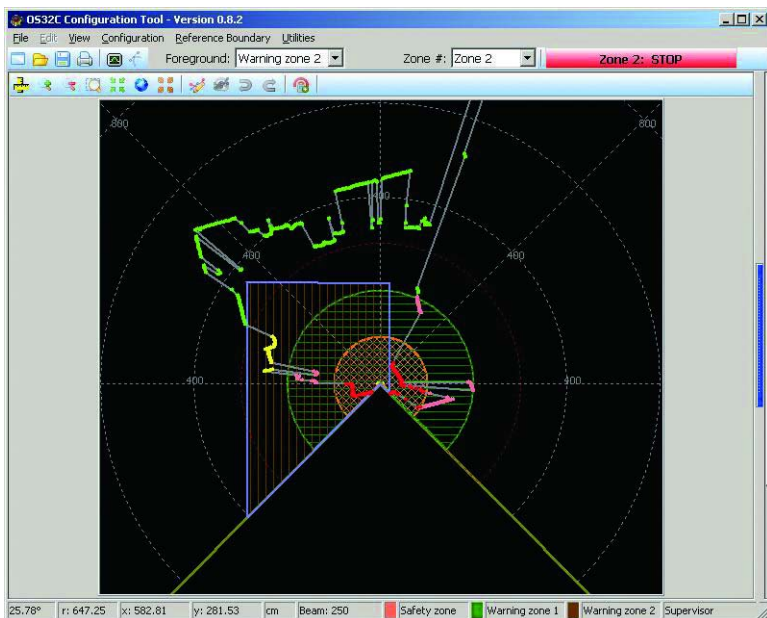 OS32C Configuration Tool - Version 0.8.2
File Edit View Configuration Reference Boundary Utilities
Foreground: Warning zone 2 Zone #: Zone 2 Zone 2: STOP
800 800
400
400 400
400 400
25.78° r: 647.25 x: 582.81 y: 281.53 cm Beam: 250 Safety zone Warning zone 1 Warning zone 2 Supervisor